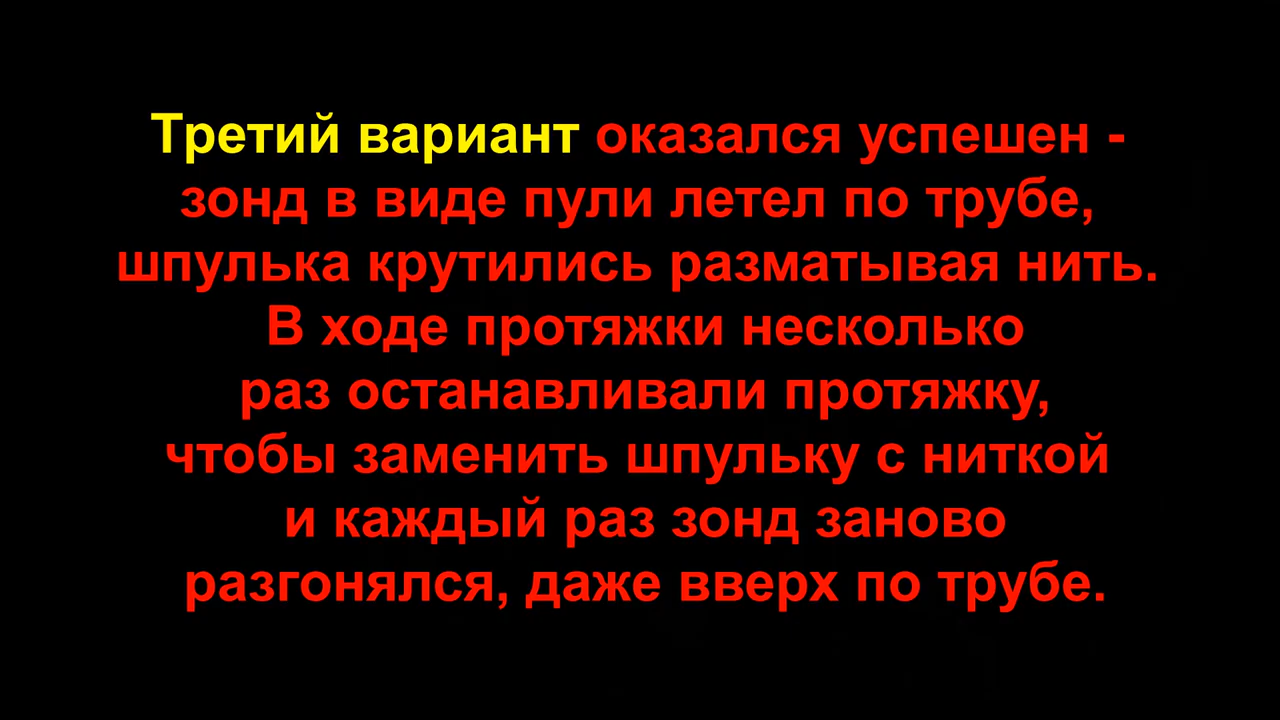 Третий вариант оказался успешен -
зонд в виде пули летел по трубе,
шпулька крутились разматывая нить.
В ходе протяжки несколько
раз останавливали протяжку,
чтобы заменить шпульку с ниткой
и каждый раз зонд заново
разгонялся, даже вверх по трубе.